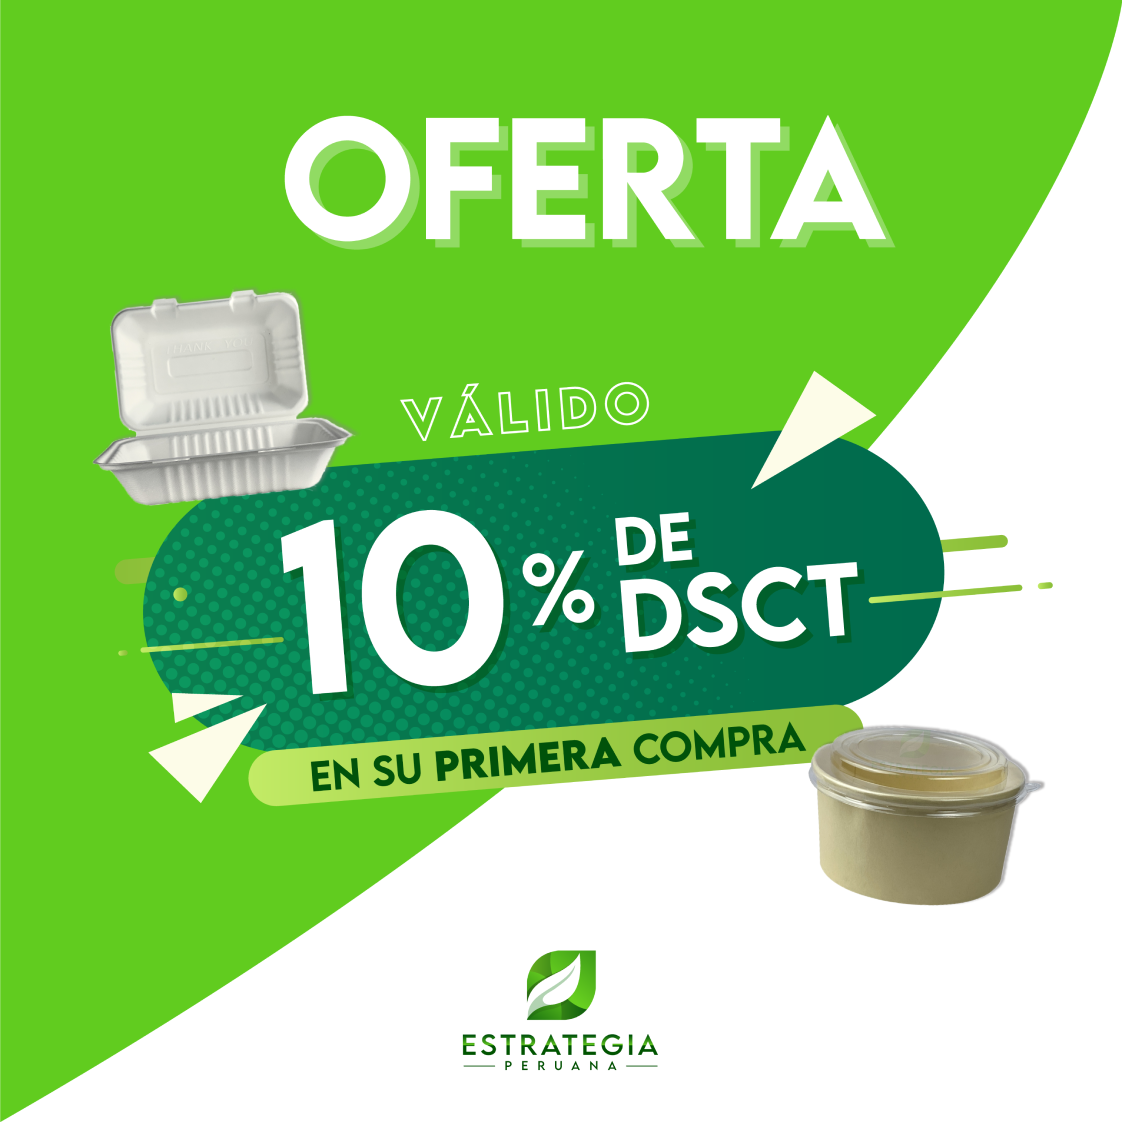 OFERTA
VÁLIDO
10% DE
DSCT
EN SU PRIMERA COMPRA
ESTRATEGIA
PERUANA